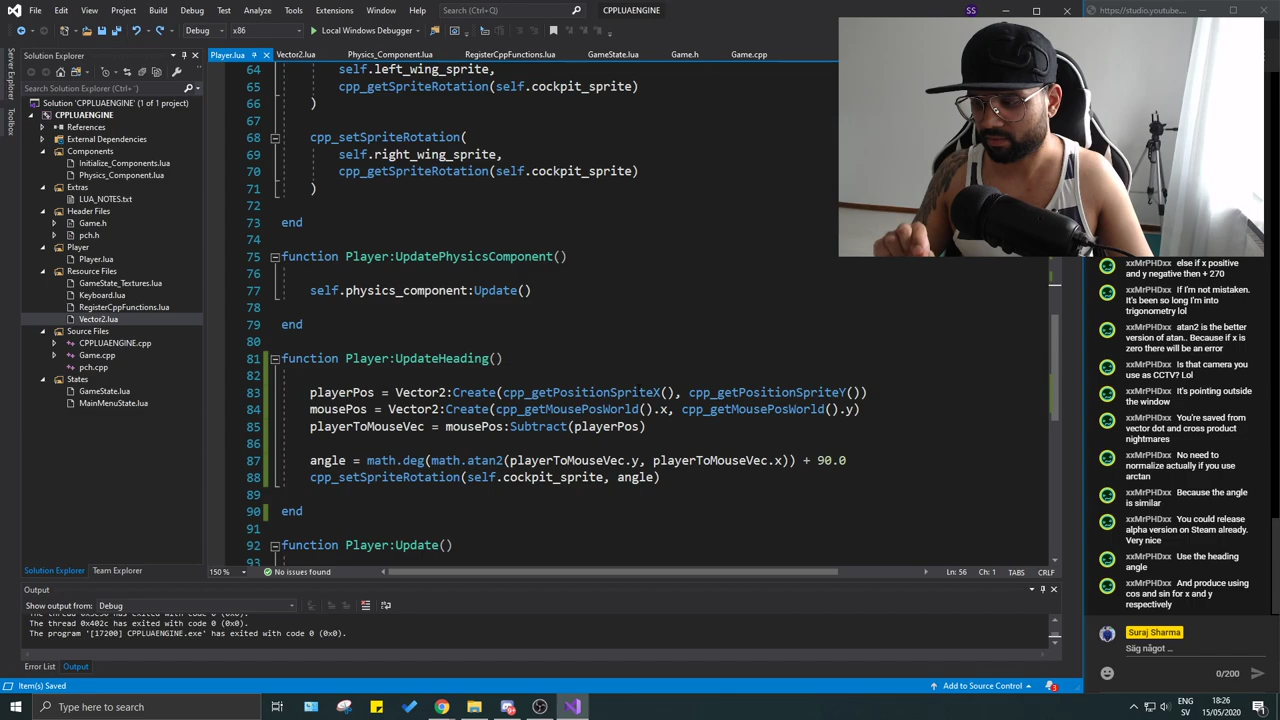 File Edit View Project Build Debug Test Analyze Tools Extensions Window Help Search (Ctrl+Q) CPPLUAENGINE SS
https://studio.youtube.
Debug x86 Local Windows Debugger
Server Explorer
Toolbox
Solution Explorer
Search Solution Explorer (Ctrl+
Solution 'CPPLUAENGINE' (1 of 1 project)
CPPLUAENGINE
References
External Dependencies
Components
Initialize_Components.lua
Physics_Component.lua
Extras
LUA_NOTES.txt
Header Files
Game.h
pch.h
Player
Player.lua
Resource Files
GameState_Textures.lua
Keyboard.lua
RegisterCppFunctions.lua
Vector2.lua
Source Files
CPPLUAENGINE.cpp
Game.cpp
pch.cpp
States
GameState.lua
MainMenuState.lua
Solution Explorer Team Explorer
Player.lua Vector2.lua Physics_Component.lua RegisterCppFunctions.lua GameState.lua Game.h Game.cpp
64 self.left_wing_sprite,
65 cpp_getSpriteRotation(self.cockpit_sprite)
66 )
67
68 cpp_setSpriteRotation(
69 self.right_wing_sprite,
70 cpp_getSpriteRotation(self.cockpit_sprite)
71 )
72
73 end
74
75 function Player:UpdatePhysicsComponent()
76
77 self.physics_component:Update()
78
79 end
80
81 function Player:UpdateHeading()
82
83 playerPos = Vector2:Create(cpp_getPositionSpriteX(), cpp_getPositionSpriteY())
84 mousePos = Vector2:Create(cpp_getMousePosWorld().x, cpp_getMousePosWorld().y)
85 playerToMouseVec = mousePos:Subtract(playerPos)
86
87 angle = math.deg(math.atan2(playerToMouseVec.y, playerToMouseVec.x)) + 90.0
88 cpp_setSpriteRotation(self.cockpit_sprite, angle)
89
90 end
91
92 function Player:Update()
93
150 % No issues found Ln: 56 Ch: 1 TABS CRLF
Output
Show output from: Debug
The thread 0x402c has exited with code 0 (0x0).
The program '[17200] CPPLUAENGINE.exe' has exited with code 0 (0x0).
Error List Output
Item(s) Saved Add to Source Control 3
xxMrPHDxx else if x positive
and y negative then + 270
xxMrPHDxx If I'm not mistaken.
It's been so long I'm into
trigonometry lol
xxMrPHDxx atan2 is the better
version of atan.. Because if x is
zero there will be an error
xxMrPHDxx Is that camera you
use as CCTV? Lol
xxMrPHDxx It's pointing outside
the window
xxMrPHDxx You're saved from
vector dot and cross product
nightmares
xxMrPHDxx No need to
normalize actually if you use
arctan
xxMrPHDxx Because the angle
is similar
xxMrPHDxx You could release
alpha version on Steam already.
Very nice
xxMrPHDxx Use the heading
angle
xxMrPHDxx And produce using
cos and sin for x and y
respectively
Suraj Sharma
Säg något ...
0/200
Type here to search
ENG
SV
18:26
15/05/2020
1